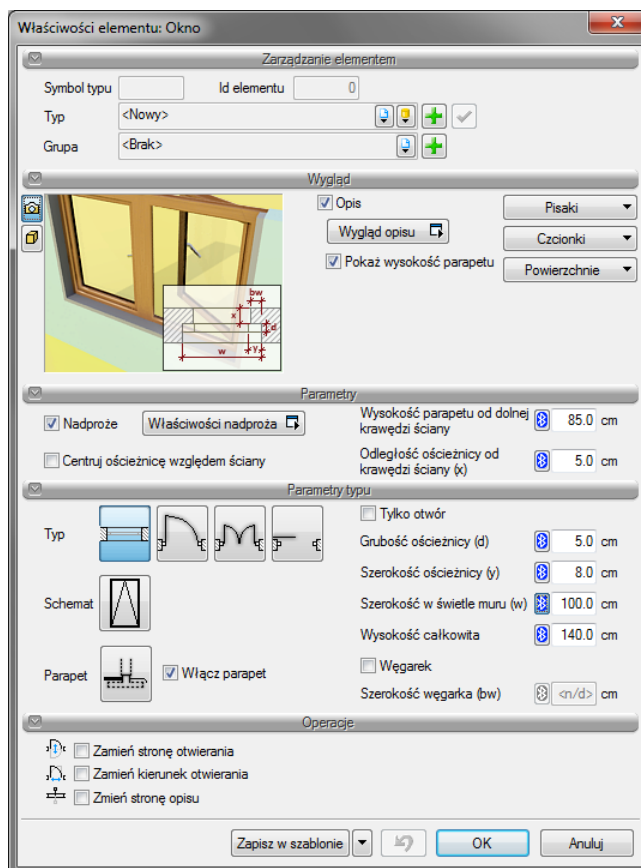 Właściwości elementu: Okno
Zarządzanie elementem
Symbol typu Id elementu 0
Typ <Nowy>
Grupa <Brak>
Wygląd
Opis Pisaki
Wygląd opisu Czcionki
Pokaż wysokość parapetu Powierzchnie
bw
x
d
w y
Parametry
Nadproże Właściwości nadproża Wysokość parapetu od dolnej krawędzi ściany 85.0 cm
Centruj ościeżnicę względem ściany Odległość ościeżnicy od krawędzi ściany (x) 5.0 cm
Parametry typu
Typ Tylko otwór
Grubość ościeżnicy (d) 5.0 cm
Szerokość ościeżnicy (y) 8.0 cm
Schemat Szerokość w świetle muru (w) 100.0 cm
Wysokość całkowita 140.0 cm
Parapet Włącz parapet Węgarek
Szerokość węgarka (bw) <n/d> cm
Operacje
Zamień stronę otwierania
Zamień kierunek otwierania
Zmień stronę opisu
Zapisz w szablonie OK Anuluj